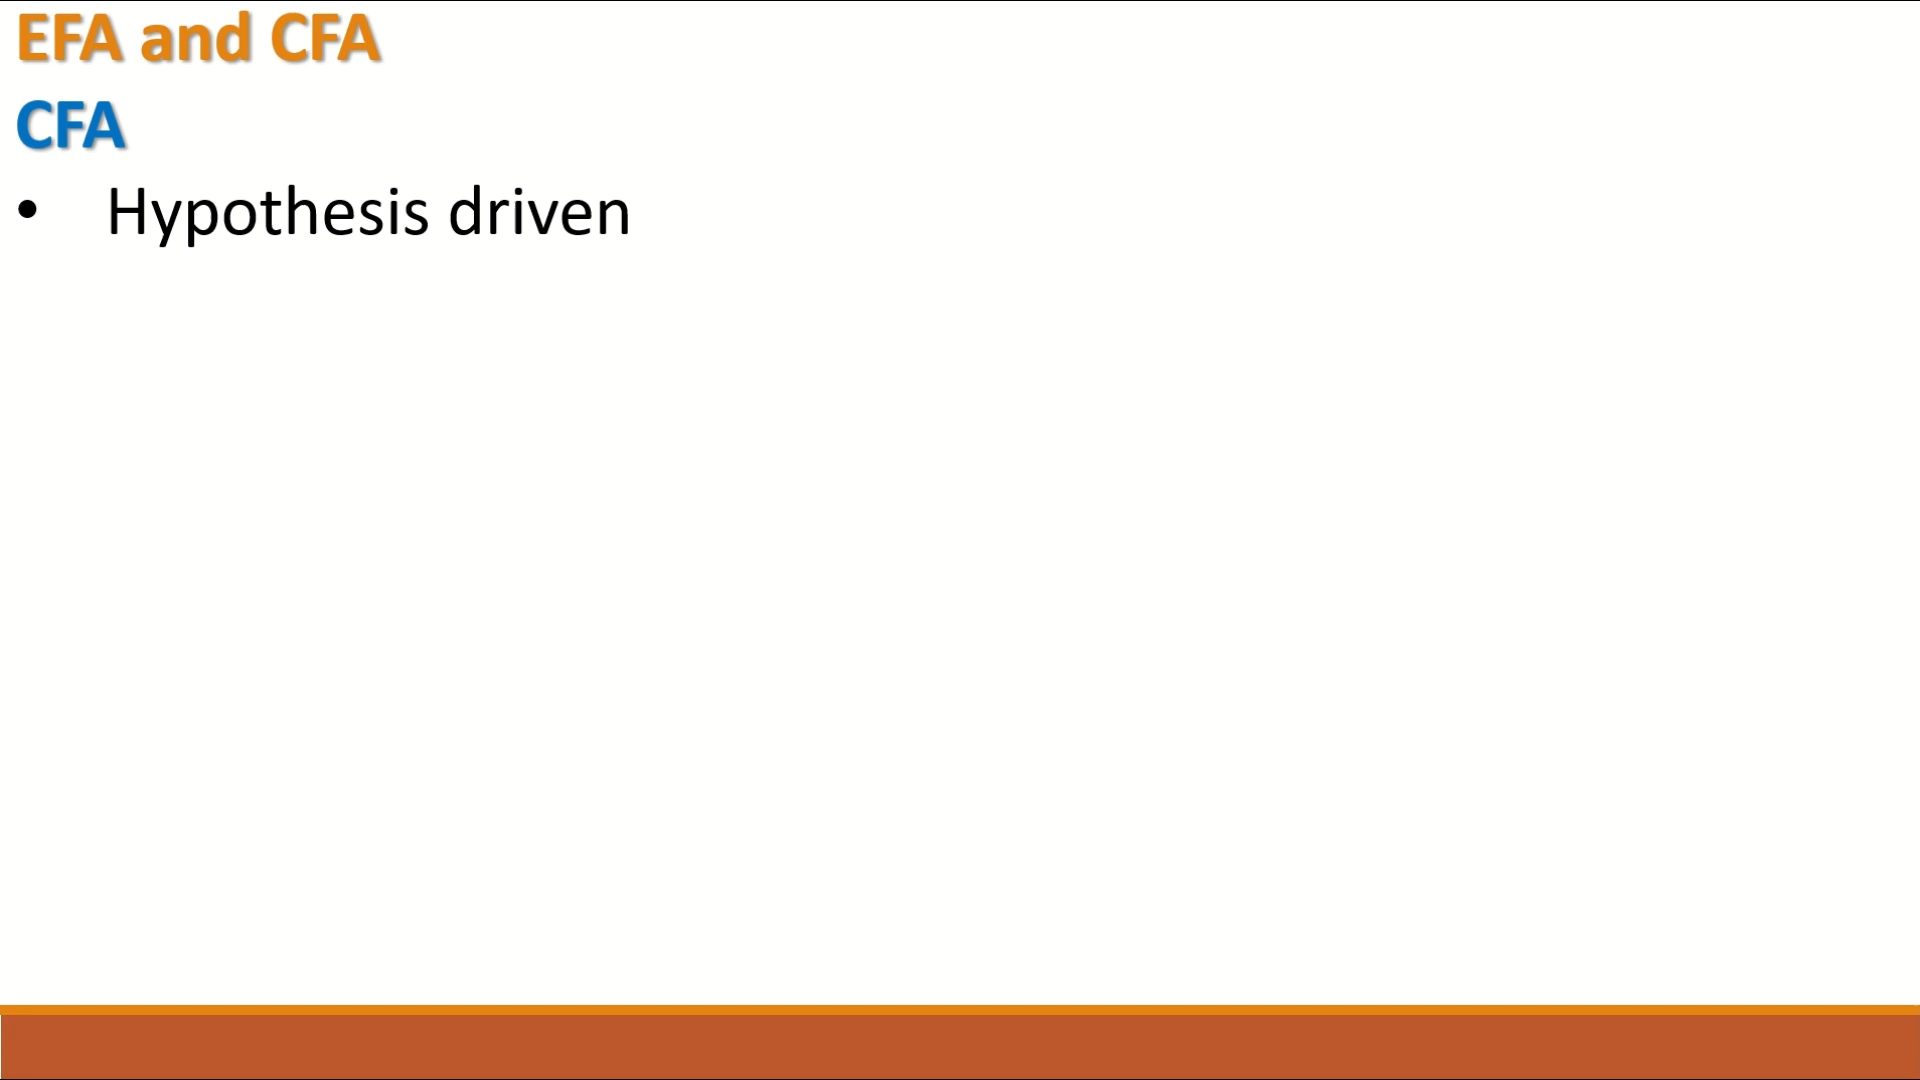 EFA and CFA
CFA
• Hypothesis driven